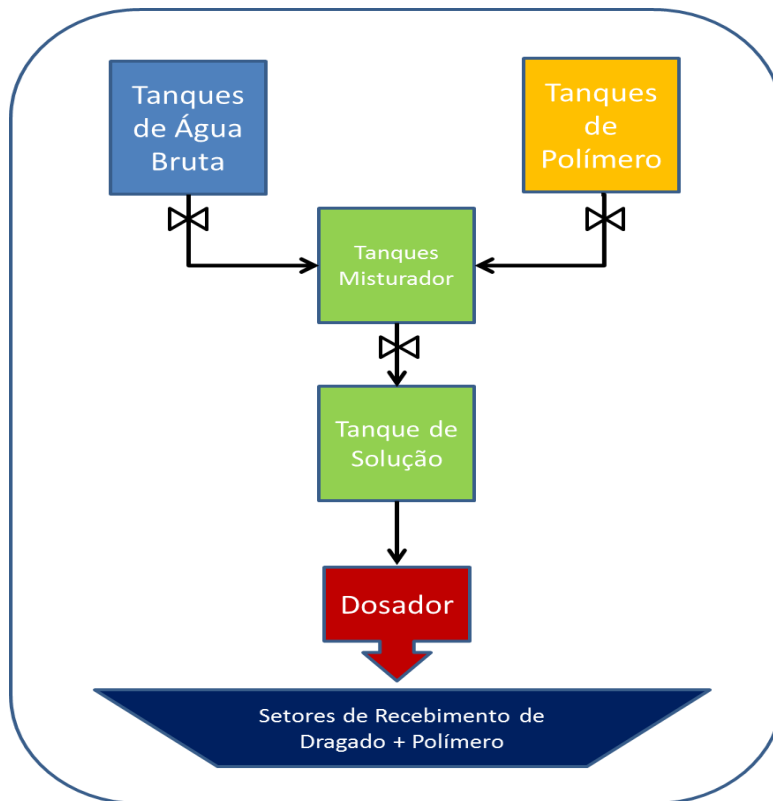 Tanques
de Água
Bruta
Tanques
de
Polímero
Tanques
Misturador
Tanque de
Solução
Dosador
Setores de Recebimento de
Dragado + Polímero